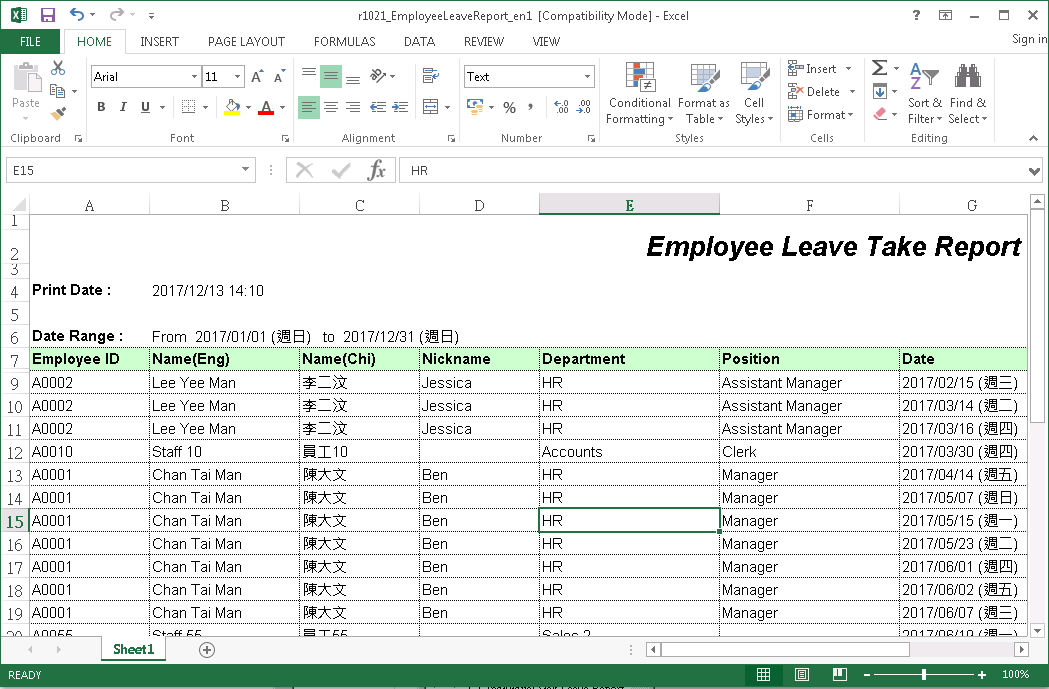 r1021_EmployeeLeaveReport_en1 [Compatibility Mode] - Excel
FILE HOME INSERT PAGE LAYOUT FORMULAS DATA REVIEW VIEW Sign in
Paste
Clipboard
Arial 11
B I U A
Font
Alignment
Text
% ,
Number
Conditional Formatting
Format as Table
Cell Styles
Styles
Insert
Delete
Format
Cells
Sort & Filter
Find & Select
Editing
E15 fx HR
A B C D E F G
1
2 Employee Leave Take Report
3
4 Print Date : 2017/12/13 14:10
5
6 Date Range : From 2017/01/01 (週日) to 2017/12/31 (週日)
7 Employee ID Name(Eng) Name(Chi) Nickname Department Position Date
9 A0002 Lee Yee Man 李二汶 Jessica HR Assistant Manager 2017/02/15 (週三)
10 A0002 Lee Yee Man 李二汶 Jessica HR Assistant Manager 2017/03/14 (週二)
11 A0002 Lee Yee Man 李二汶 Jessica HR Assistant Manager 2017/03/16 (週四)
12 A0010 Staff 10 員工10 Accounts Clerk 2017/03/30 (週四)
13 A0001 Chan Tai Man 陳大文 Ben HR Manager 2017/04/14 (週五)
14 A0001 Chan Tai Man 陳大文 Ben HR Manager 2017/05/07 (週日)
15 A0001 Chan Tai Man 陳大文 Ben HR Manager 2017/05/15 (週一)
16 A0001 Chan Tai Man 陳大文 Ben HR Manager 2017/05/23 (週二)
17 A0001 Chan Tai Man 陳大文 Ben HR Manager 2017/06/01 (週四)
18 A0001 Chan Tai Man 陳大文 Ben HR Manager 2017/06/02 (週五)
19 A0001 Chan Tai Man 陳大文 Ben HR Manager 2017/06/07 (週三)
20 A0055 Staff 55 員工55 Sales 2 2017/06/19 (週一)
Sheet1
READY 100%